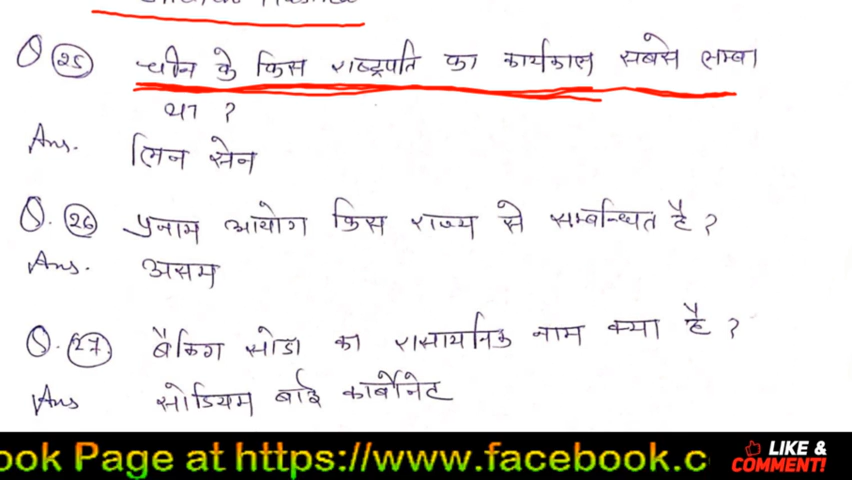 Q (25) चीन के किस राष्ट्रपति का कार्यकाल सबसे लम्बा
था ?
Ans. लिन सेन
Q. (26) प्रनाम आयोग किस राज्य से सम्बन्धित है ?
Ans. असम
Q. (27) बैकिंग सोडा का रासायनिक नाम क्या है ?
Ans सोडियम बाई कार्बोनेट
ook Page at https://www.facebook.c
LIKE &
COMMENT!